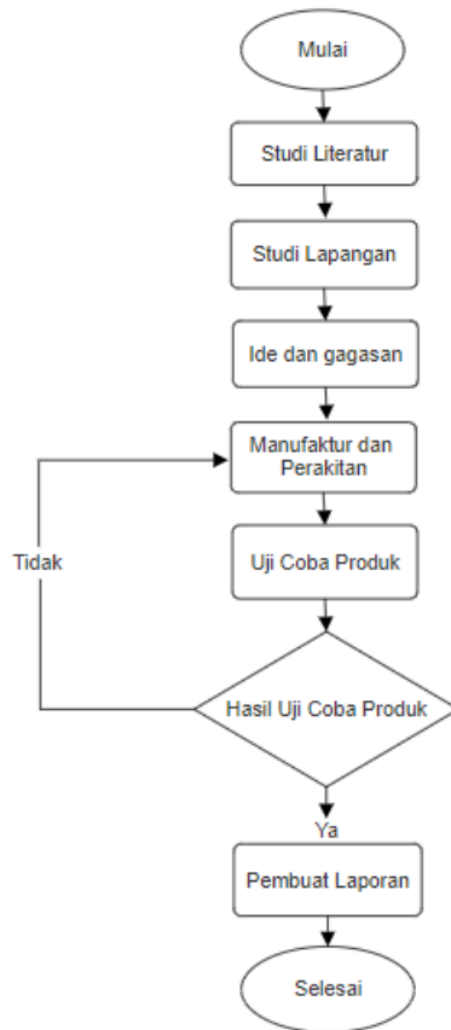 Mulai
Studi Literatur
Studi Lapangan
Ide dan gagasan
Manufaktur dan
Perakitan
Tidak
Uji Coba Produk
Hasil Uji Coba Produk
Ya
Pembuat Laporan
Selesai